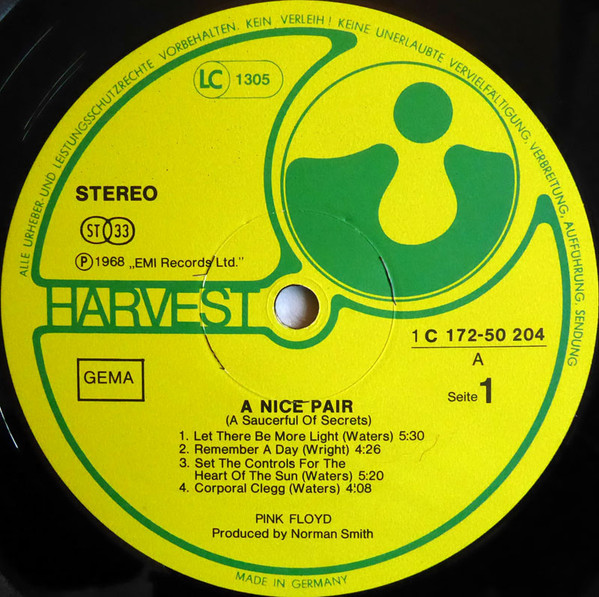 ALLE URHEBER- UND LEISTUNGSSCHUTZRECHTE VORBEHALTEN. KEIN VERLEIH! KEINE UNERLAUBTE VERVIELFÄLTIGUNG, VERBREITUNG, AUFFÜHRUNG, SENDUNG
LC 1305
STEREO
ST 33
Ⓟ 1968 „EMI Records Ltd."
HARVEST
1 C 172-50 204
A
Seite 1
GEMA
A NICE PAIR
(A Saucerful Of Secrets)
1. Let There Be More Light (Waters) 5:30
2. Remember A Day (Wright) 4:26
3. Set The Controls For The
Heart Of The Sun (Waters) 5:20
4. Corporal Clegg (Waters) 4:08
PINK FLOYD
Produced by Norman Smith
MADE IN GERMANY